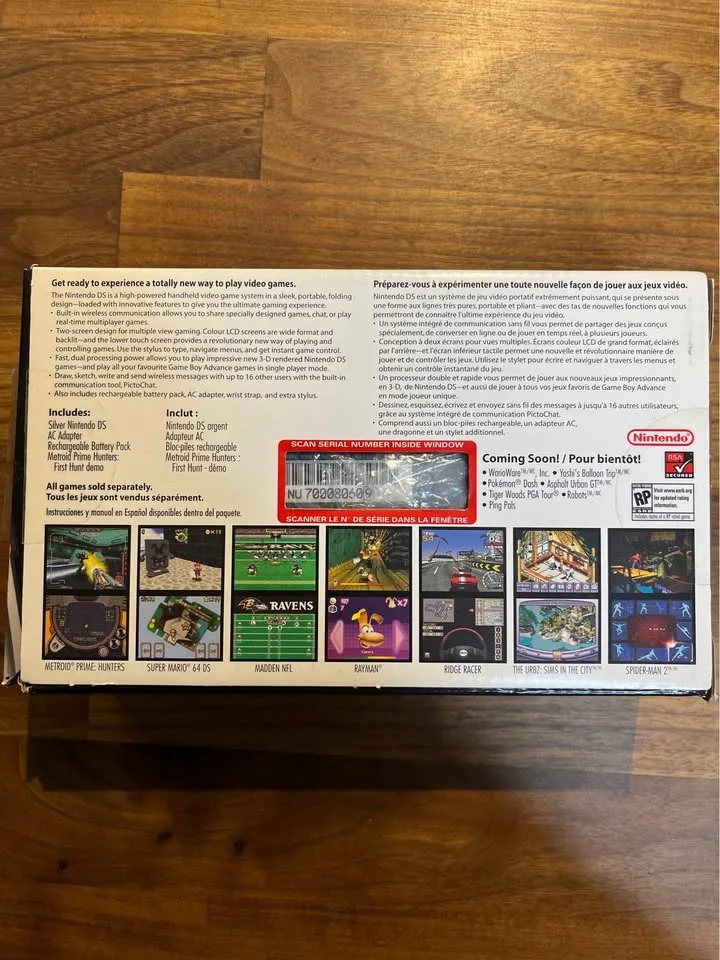 Get ready to experience a totally new way to play video games.
The Nintendo DS is a high-powered handheld video game system in a sleek, portable, folding
design—loaded with innovative features to give you the ultimate gaming experience.
• Built-in wireless communication allows you to share specially designed games, chat, or play
real-time multiplayer games.
• Two-screen design for multiple view gaming. Colour LCD screens are wide format and
backlit—and the lower touch screen provides a revolutionary new way of playing and
controlling games. Use the stylus to type, navigate menus, and get instant game control.
• Fast, dual processing power allows you to play impressive new 3-D rendered Nintendo DS
games—and play all your favourite Game Boy Advance games in single player mode.
• Draw, sketch, write and send wireless messages with up to 16 other users with the built-in
communication tool, PictoChat.
• Also includes rechargeable battery pack, AC adapter, wrist strap, and extra stylus.
Préparez-vous à expérimenter une toute nouvelle façon de jouer aux jeux vidéo.
Nintendo DS est un système de jeu vidéo portatif extrêmement puissant, qui se présente sous
une forme aux lignes très pures, portable et pliant—avec des tas de nouvelles fonctions qui vous
permettront de connaître l'ultime expérience du jeu vidéo.
• Un système intégré de communication sans fil vous permet de partager des jeux conçus
spécialement, de converser en ligne ou de jouer en temps réel, à plusieurs joueurs.
• Conception à deux écrans pour vues multiples. Écrans couleur LCD de grand format, éclairés
par l'arrière—et l'écran inférieur tactile permet une nouvelle et révolutionnaire manière de
jouer et de contrôler les jeux. Utilisez le stylet pour écrire et naviguer à travers les menus et
obtenir un contrôle instantané du jeu.
• Un processeur double et rapide vous permet de jouer aux nouveaux jeux impressionnants,
en 3-D, de Nintendo DS—et aussi de jouer à tous vos jeux favoris de Game Boy Advance
en mode joueur unique.
• Dessinez, esquissez, écrivez et envoyez sans fil des messages à jusqu'à 16 autres utilisateurs,
grâce au système intégré de communication PictoChat.
• Comprend aussi un bloc-piles rechargeable, un adapteur AC,
une dragonne et un stylet additionnel.
Includes:
Silver Nintendo DS
AC Adapter
Rechargeable Battery Pack
Metroid Prime Hunters:
First Hunt demo
Inclut :
Nintendo DS argent
Adapteur AC
Bloc-piles rechargeable
Metroid Prime Hunters :
First Hunt - démo
All games sold separately.
Tous les jeux sont vendus séparément.
Instrucciones y manual en Español disponibles dentro del paquete.
SCAN SERIAL NUMBER INSIDE WINDOW
NU 700080609
SCANNER LE N° DE SÉRIE DANS LA FENÊTRE
Nintendo®
Coming Soon! / Pour bientôt!
• WarioWare™/MC, Inc. • Yoshi's Balloon Trip™/MC
• Pokémon® Dash • Asphalt Urban GT™/MC
• Tiger Woods PGA Tour® • Robots™/MC
• Ping Pals
RSA
SECURED
RP
Visit www.esrb.org
for updated rating
information.
RAVENS
x7
METROID® PRIME: HUNTERS
SUPER MARIO® 64 DS
MADDEN NFL
RAYMAN®
RIDGE RACER
THE URBZ: SIMS IN THE CITY™/MC
SPIDER-MAN 2™/MC